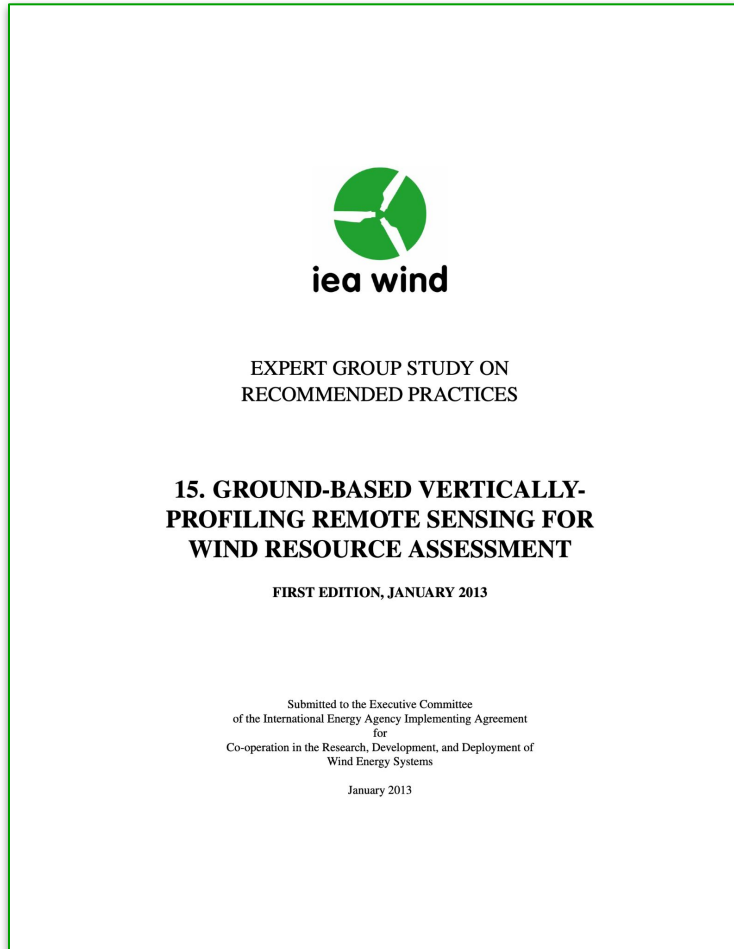 iea wind
EXPERT GROUP STUDY ON
RECOMMENDED PRACTICES
15. GROUND-BASED VERTICALLY-
PROFILING REMOTE SENSING FOR
WIND RESOURCE ASSESSMENT
FIRST EDITION, JANUARY 2013
Submitted to the Executive Committee
of the International Energy Agency Implementing Agreement
for
Co-operation in the Research, Development, and Deployment of
Wind Energy Systems
January 2013